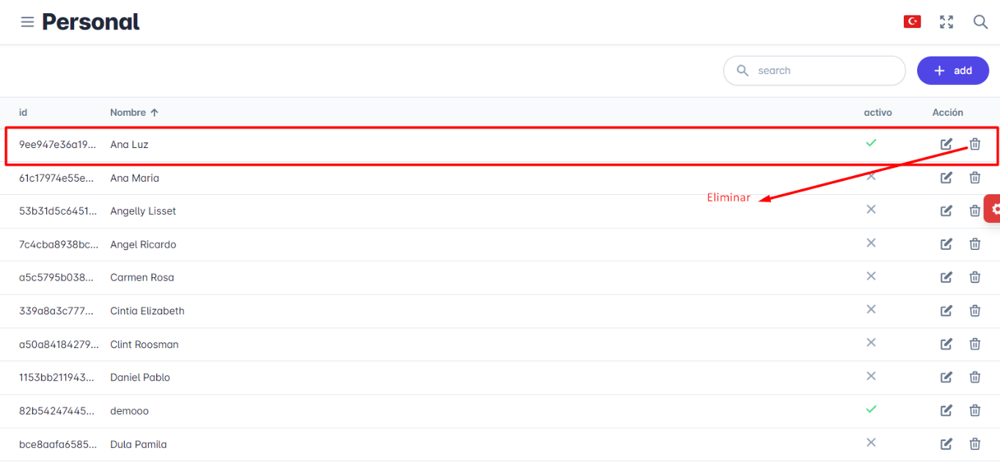 Personal
search
+ add
id Nombre ↑ activo Acción
9ee947e36a19... Ana Luz
61c17974e55e... Ana Maria
Eliminar
53b31d5c6451... Angelly Lisset
7c4cba8938bc... Angel Ricardo
a5c5795b038... Carmen Rosa
339a8a3c777... Cintia Elizabeth
a50a84184279... Clint Roosman
1153bb211943... Daniel Pablo
82b54247445... demooo
bce8aafa6585... Dula Pamila